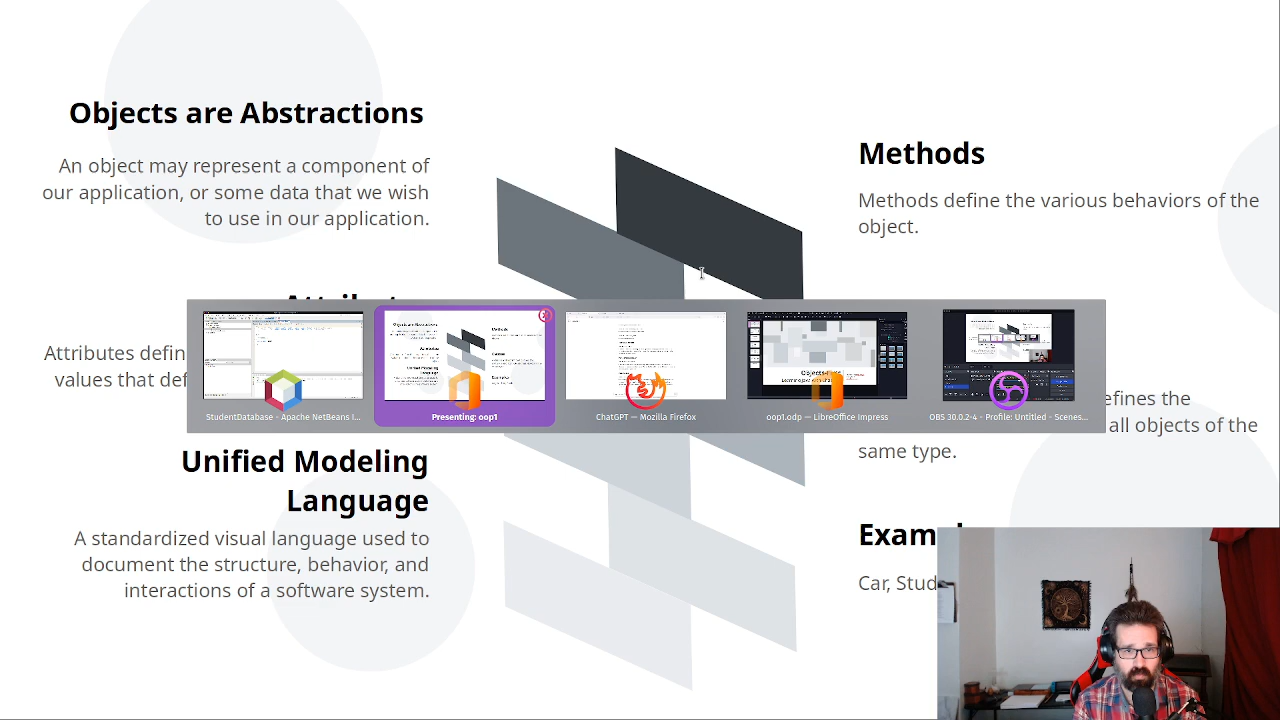 Objects are Abstractions
An object may represent a component of
our application, or some data that we wish
to use in our application.
Methods
Methods define the various behaviors of the
object.
Attributes defin
values that def
StudentDatabase - Apache NetBeans I...
Presenting: oop1
ChatGPT — Mozilla Firefox
oop1.odp — LibreOffice Impress
OBS 30.0.2-4 - Profile: Untitled - Scenes...
efines the
all objects of the
same type.
Unified Modeling
Language
A standardized visual language used to
document the structure, behavior, and
interactions of a software system.
Exam
Car, Stud